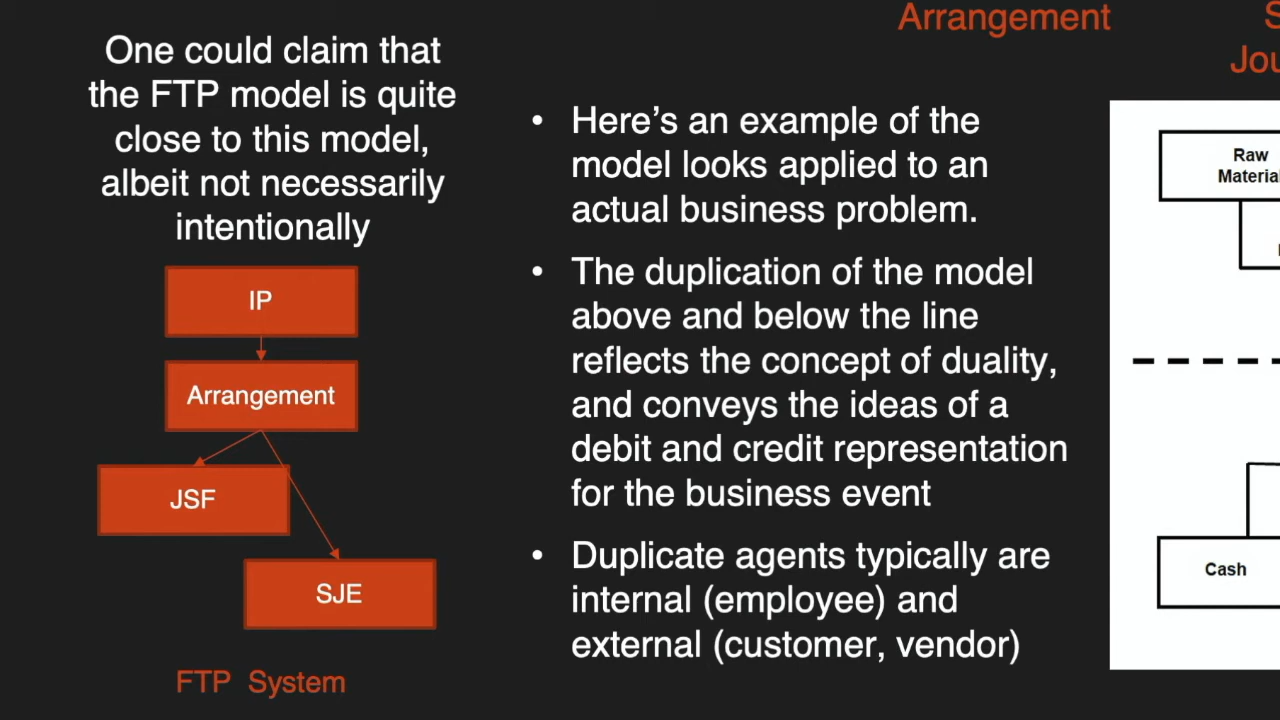 One could claim that
the FTP model is quite
close to this model,
albeit not necessarily
intentionally
IP
Arrangement
JSF
SJE
FTP System
Arrangement
• Here’s an example of the
model looks applied to an
actual business problem.
• The duplication of the model
above and below the line
reflects the concept of duality,
and conveys the ideas of a
debit and credit representation
for the business event
• Duplicate agents typically are
internal (employee) and
external (customer, vendor)
S
Jou
Raw
Material
Cash